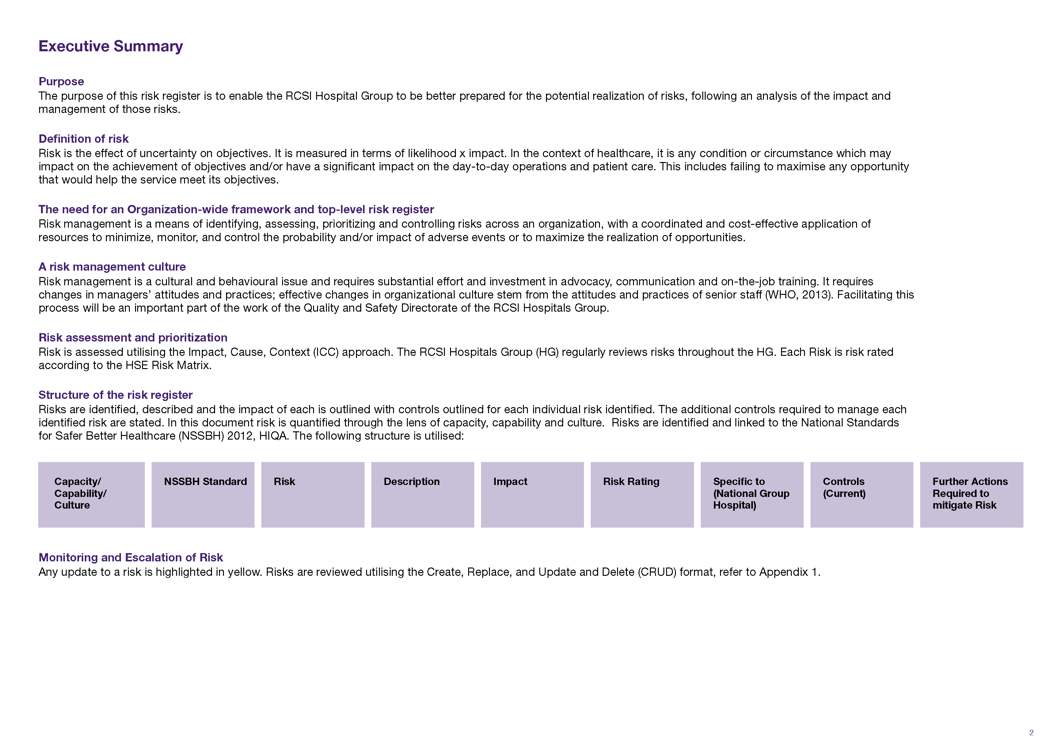 Executive Summary
Purpose
The purpose of this risk register is to enable the RCSI Hospital Group to be better prepared for the potential realization of risks, following an analysis of the impact and
management of those risks.
Definition of risk
Risk is the effect of uncertainty on objectives. It is measured in terms of likelihood x impact. In the context of healthcare, it is any condition or circumstance which may
impact on the achievement of objectives and/or have a significant impact on the day-to-day operations and patient care. This includes failing to maximise any opportunity
that would help the service meet its objectives.
The need for an Organization-wide framework and top-level risk register
Risk management is a means of identifying, assessing, prioritizing and controlling risks across an organization, with a coordinated and cost-effective application of
resources to minimize, monitor, and control the probability and/or impact of adverse events or to maximize the realization of opportunities.
A risk management culture
Risk management is a cultural and behavioural issue and requires substantial effort and investment in advocacy, communication and on-the-job training. It requires
changes in managers’ attitudes and practices; effective changes in organizational culture stem from the attitudes and practices of senior staff (WHO, 2013). Facilitating this
process will be an important part of the work of the Quality and Safety Directorate of the RCSI Hospitals Group.
Risk assessment and prioritization
Risk is assessed utilising the Impact, Cause, Context (ICC) approach. The RCSI Hospitals Group (HG) regularly reviews risks throughout the HG. Each Risk is risk rated
according to the HSE Risk Matrix.
Structure of the risk register
Risks are identified, described and the impact of each is outlined with controls outlined for each individual risk identified. The additional controls required to manage each
identified risk are stated. In this document risk is quantified through the lens of capacity, capability and culture.  Risks are identified and linked to the National Standards
for Safer Better Healthcare (NSSBH) 2012, HIQA. The following structure is utilised:
Capacity/
Capability/
Culture
NSSBH Standard
Risk
Description
Impact
Risk Rating
Specific to
(National Group
Hospital)
Controls
(Current)
Further Actions
Required to
mitigate Risk
Monitoring and Escalation of Risk
Any update to a risk is highlighted in yellow. Risks are reviewed utilising the Create, Replace, and Update and Delete (CRUD) format, refer to Appendix 1.
2